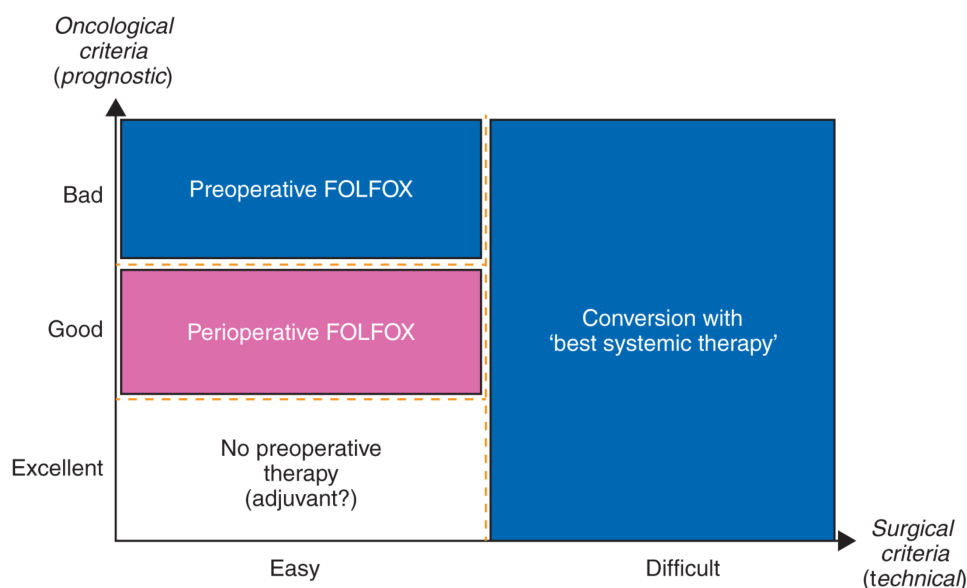 Oncological
criteria
(prognostic)
Bad
Preoperative FOLFOX
Good
Perioperative FOLFOX
Conversion with
‘best systemic therapy’
Excellent
No preoperative
therapy
(adjuvant?)
Easy
Difficult
Surgical
criteria
(technical)